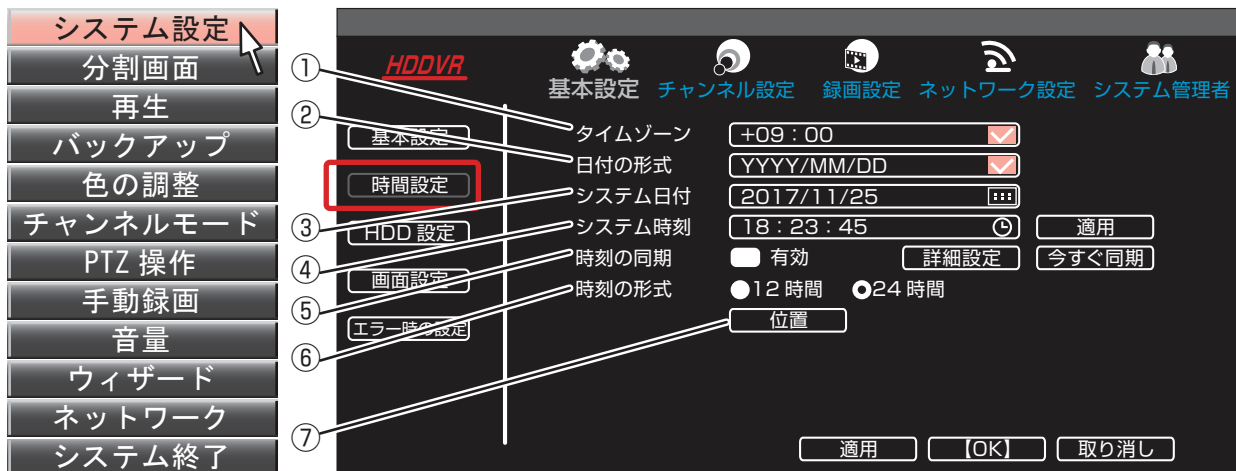 システム設定
分割画面
再生
バックアップ
色の調整
チャンネルモード
PTZ 操作
手動録画
音量
ウィザード
ネットワーク
システム終了
①
②
③
④
⑤
⑥
⑦
HDDVR
基本設定 チャンネル設定 録画設定 ネットワーク設定 システム管理者
基本設定
時間設定
HDD 設定
画面設定
エラー時の設定
タイムゾーン +09：00
日付の形式 YYYY/MM/DD
システム日付 2017/11/25
システム時刻 18：23：45 適用
時刻の同期 有効 詳細設定 今すぐ同期
時刻の形式 12 時間 24 時間
位置
適用 【OK】 取り消し